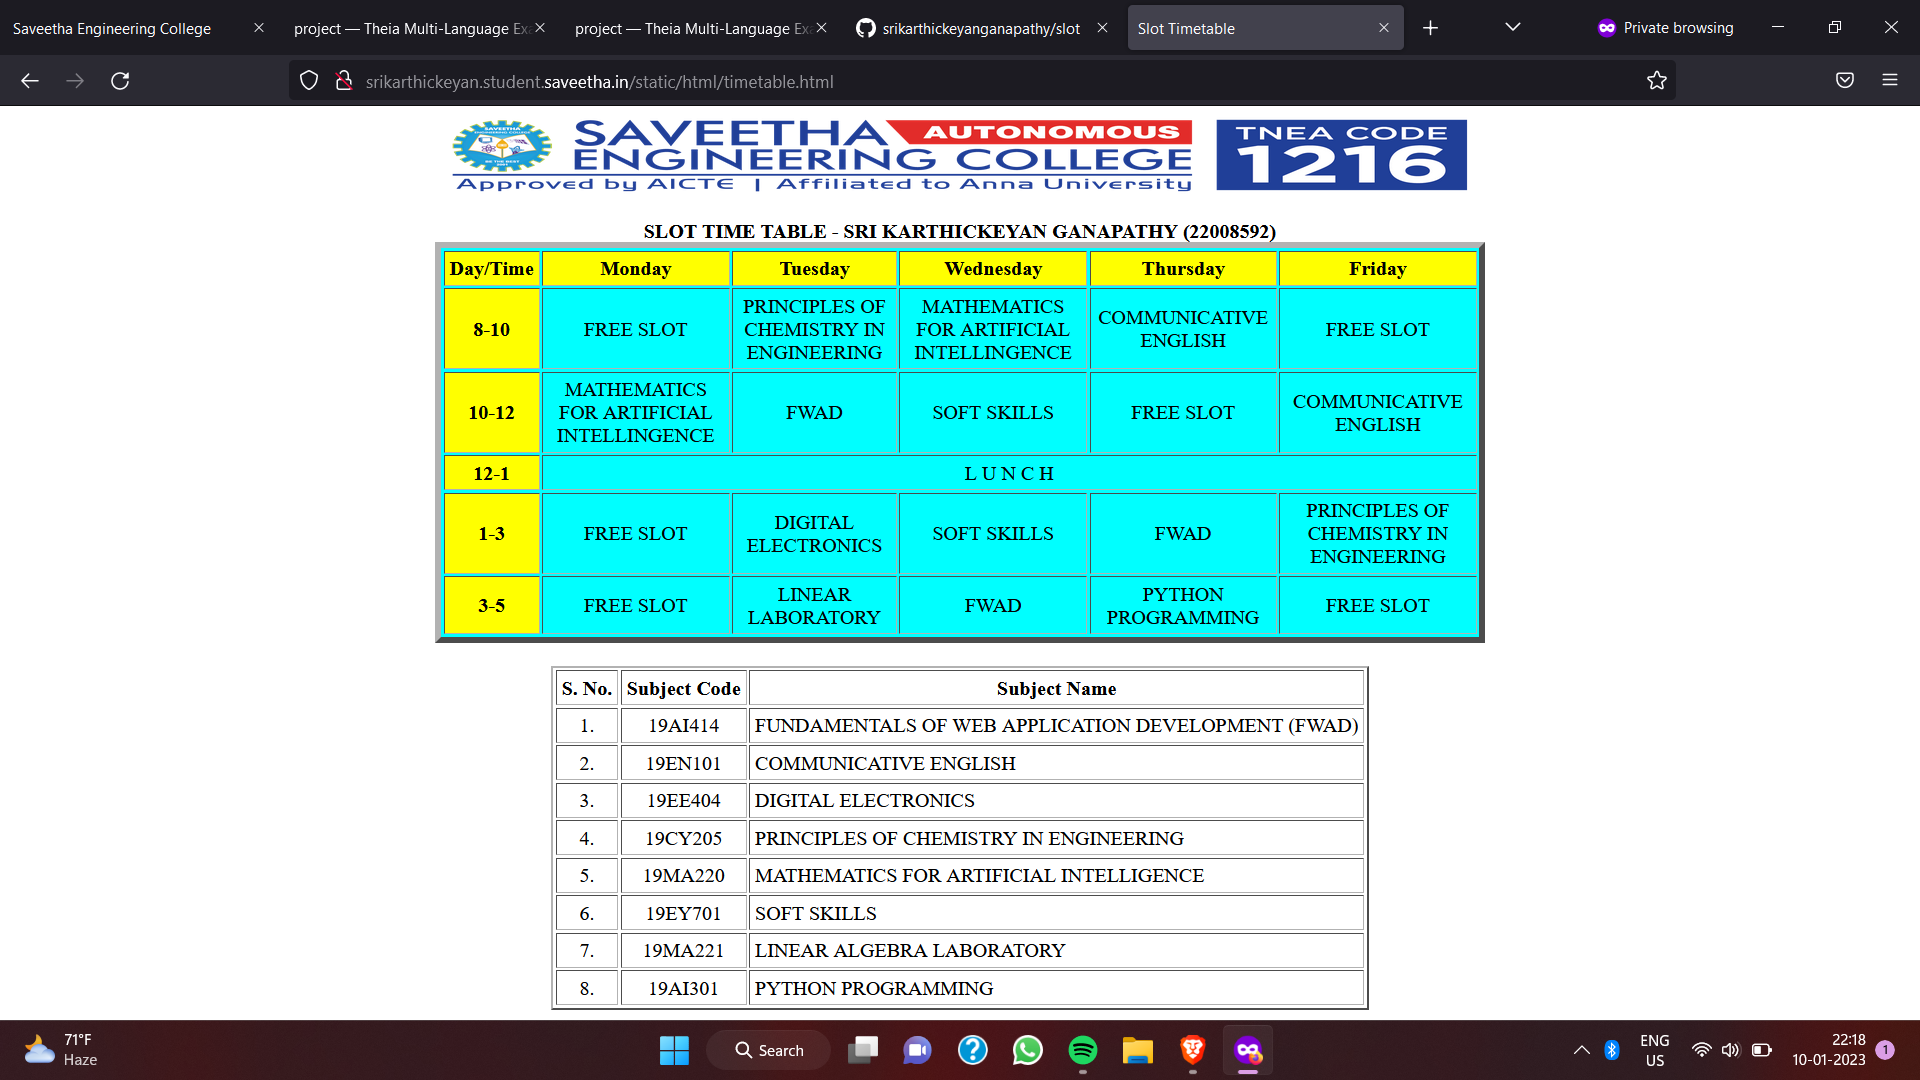 Saveetha Engineering College
project — Theia Multi-Language Exa
project — Theia Multi-Language Exa
srikarthickeyanganapathy/slot
Slot Timetable
Private browsing
srikarthickeyan.student.saveetha.in/static/html/timetable.html
SAVEETHA AUTONOMOUS
ENGINEERING COLLEGE
Approved by AICTE | Affiliated to Anna University
TNEA CODE
1216
SLOT TIME TABLE - SRI KARTHICKEYAN GANAPATHY (22008592)
Day/Time Monday Tuesday Wednesday Thursday Friday
8-10
FREE SLOT
PRINCIPLES OF
CHEMISTRY IN
ENGINEERING
MATHEMATICS
FOR ARTIFICIAL
INTELLINGENCE
COMMUNICATIVE
ENGLISH
FREE SLOT
10-12
MATHEMATICS
FOR ARTIFICIAL
INTELLINGENCE
FWAD
SOFT SKILLS
FREE SLOT
COMMUNICATIVE
ENGLISH
12-1
L U N C H
1-3
FREE SLOT
DIGITAL
ELECTRONICS
SOFT SKILLS
FWAD
PRINCIPLES OF
CHEMISTRY IN
ENGINEERING
3-5
FREE SLOT
LINEAR
LABORATORY
FWAD
PYTHON
PROGRAMMING
FREE SLOT
S. No. Subject Code Subject Name
1. 19AI414 FUNDAMENTALS OF WEB APPLICATION DEVELOPMENT (FWAD)
2. 19EN101 COMMUNICATIVE ENGLISH
3. 19EE404 DIGITAL ELECTRONICS
4. 19CY205 PRINCIPLES OF CHEMISTRY IN ENGINEERING
5. 19MA220 MATHEMATICS FOR ARTIFICIAL INTELLIGENCE
6. 19EY701 SOFT SKILLS
7. 19MA221 LINEAR ALGEBRA LABORATORY
8. 19AI301 PYTHON PROGRAMMING
71°F
Haze
Search
ENG
US
22:18
10-01-2023
1